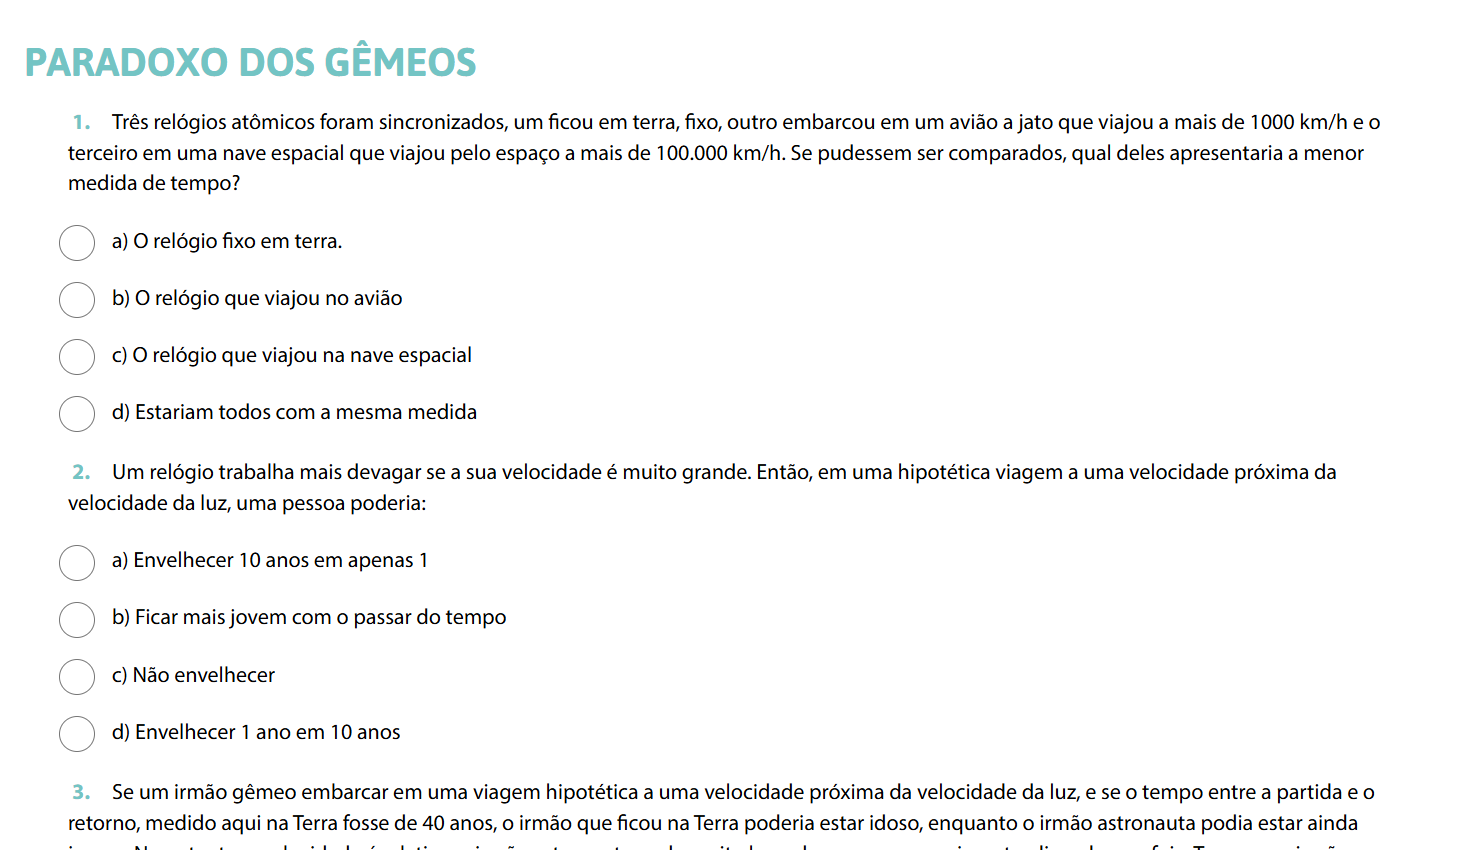 PARADOXO DOS GÊMEOS
1. Três relógios atômicos foram sincronizados, um ficou em terra, fixo, outro embarcou em um avião a jato que viajou a mais de 1000 km/h e o
terceiro em uma nave espacial que viajou pelo espaço a mais de 100.000 km/h. Se pudessem ser comparados, qual deles apresentaria a menor
medida de tempo?
a) O relógio fixo em terra.
b) O relógio que viajou no avião
c) O relógio que viajou na nave espacial
d) Estariam todos com a mesma medida
2. Um relógio trabalha mais devagar se a sua velocidade é muito grande. Então, em uma hipotética viagem a uma velocidade próxima da
velocidade da luz, uma pessoa poderia:
a) Envelhecer 10 anos em apenas 1
b) Ficar mais jovem com o passar do tempo
c) Não envelhecer
d) Envelhecer 1 ano em 10 anos
3. Se um irmão gêmeo embarcar em uma viagem hipotética a uma velocidade próxima da velocidade da luz, e se o tempo entre a partida e o
retorno, medido aqui na Terra fosse de 40 anos, o irmão que ficou na Terra poderia estar idoso, enquanto o irmão astronauta podia estar ainda